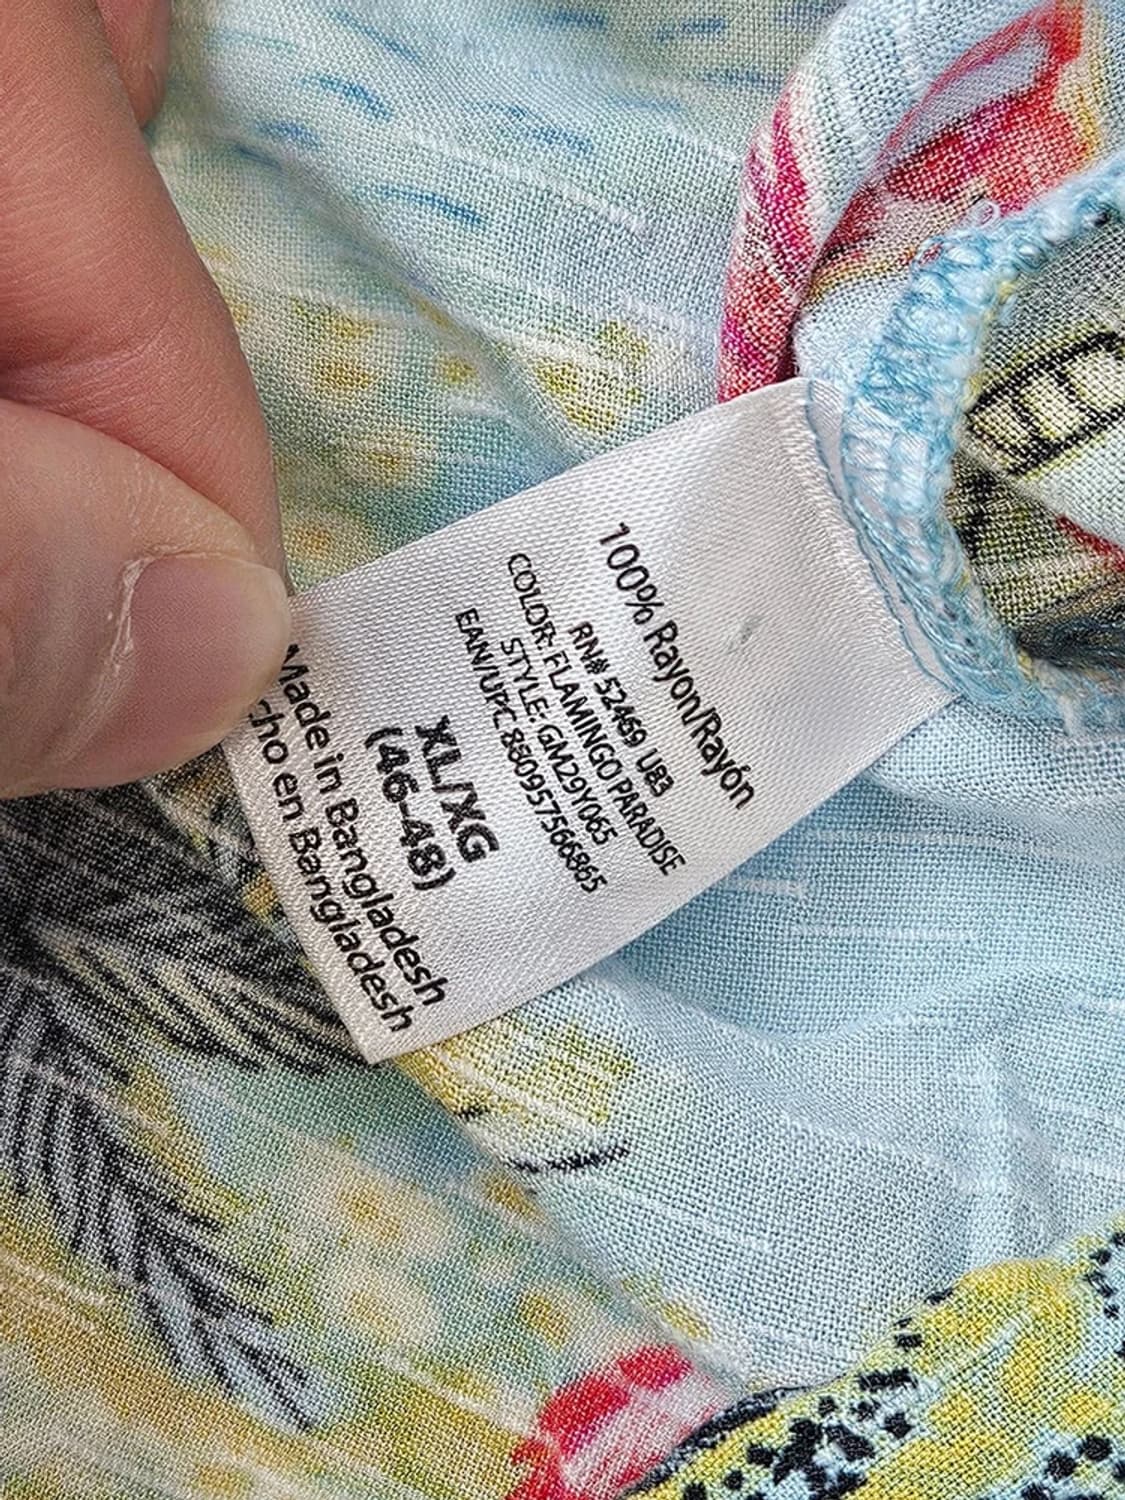 100% Rayon/Rayón
RN# 52469 UB3
COLOR: FLAMINGO PARADISE
STYLE: GM29Y065
EAN/UPC 880957566865
XL/XG
(46-48)
Made in Bangladesh
cho en Bangladesh